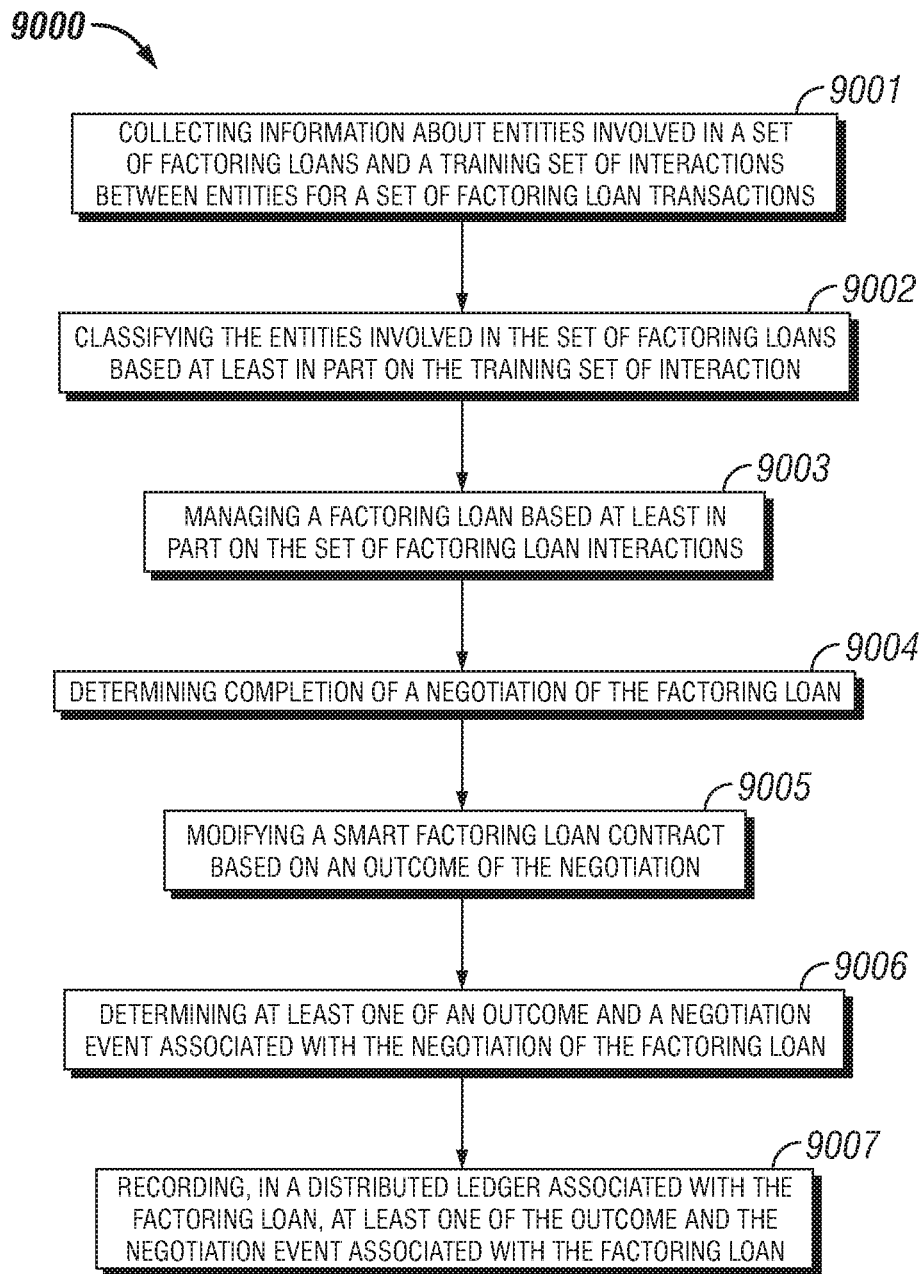 9000
9001
COLLECTING INFORMATION ABOUT ENTITIES INVOLVED IN A SET
OF FACTORING LOANS AND A TRAINING SET OF INTERACTIONS
BETWEEN ENTITIES FOR A SET OF FACTORING LOAN TRANSACTIONS
9002
CLASSIFYING THE ENTITIES INVOLVED IN THE SET OF FACTORING LOANS
BASED AT LEAST IN PART ON THE TRAINING SET OF INTERACTION
9003
MANAGING A FACTORING LOAN BASED AT LEAST IN
PART ON THE SET OF FACTORING LOAN INTERACTIONS
9004
DETERMINING COMPLETION OF A NEGOTIATION OF THE FACTORING LOAN
9005
MODIFYING A SMART FACTORING LOAN CONTRACT
BASED ON AN OUTCOME OF THE NEGOTIATION
9006
DETERMINING AT LEAST ONE OF AN OUTCOME AND A NEGOTIATION
EVENT ASSOCIATED WITH THE NEGOTIATION OF THE FACTORING LOAN
9007
RECORDING, IN A DISTRIBUTED LEDGER ASSOCIATED WITH THE
FACTORING LOAN, AT LEAST ONE OF THE OUTCOME AND THE
NEGOTIATION EVENT ASSOCIATED WITH THE FACTORING LOAN